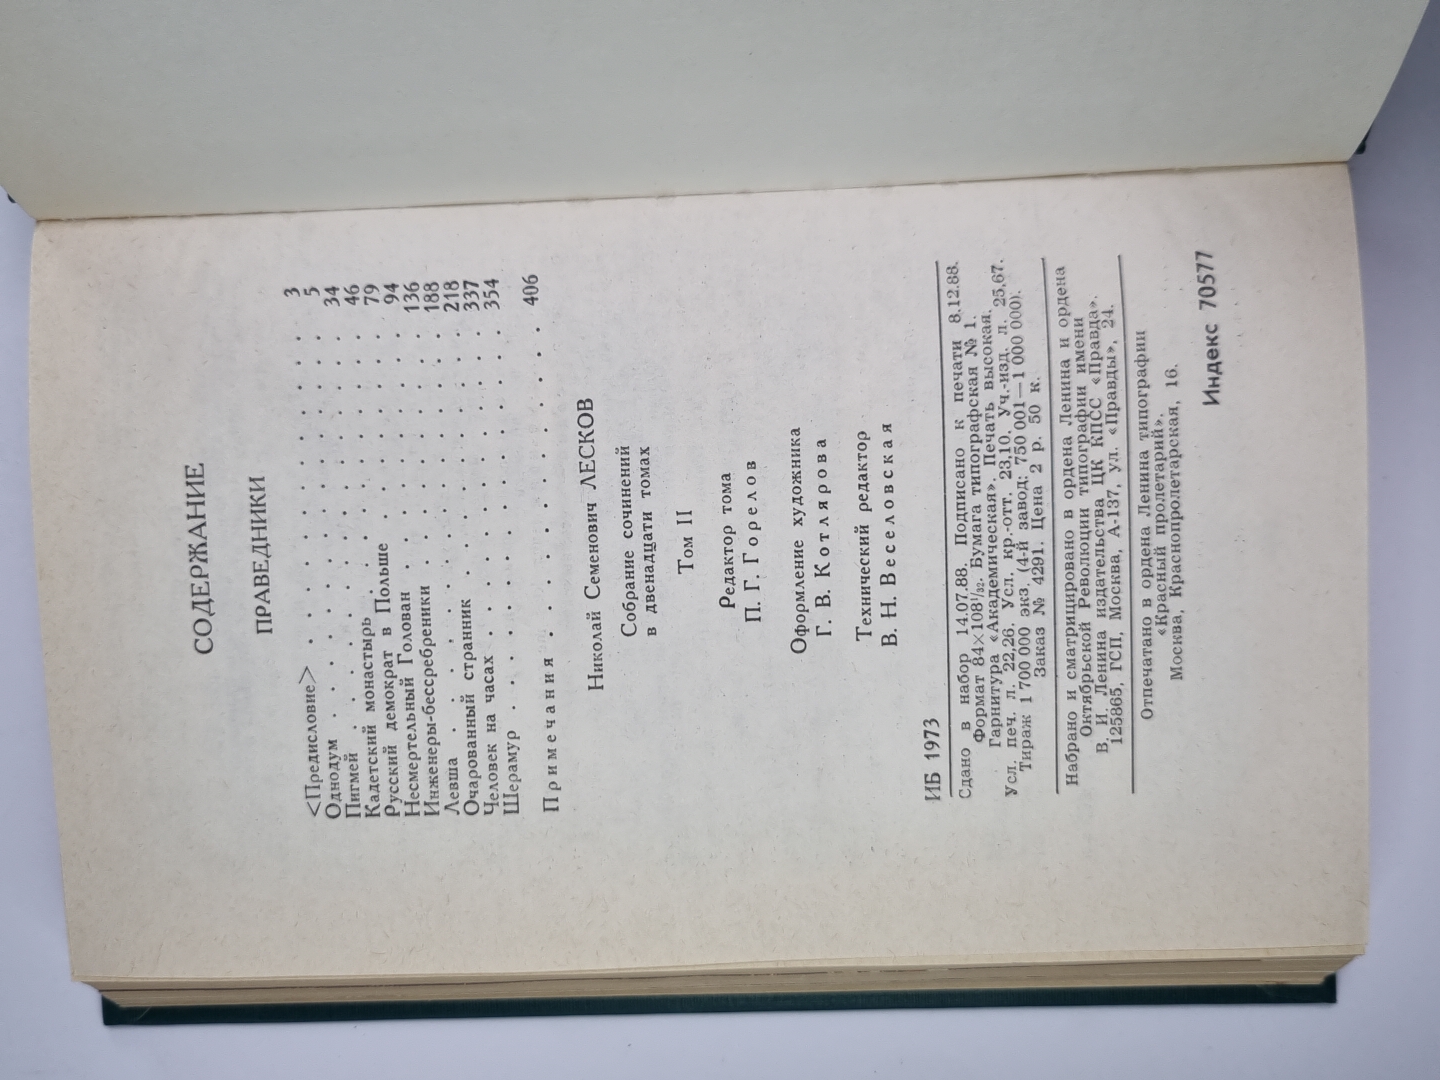 СОДЕРЖАНИЕ
ПРАВЕДНИКИ
<Предисловие> . . . . . . . . . . . . . . . 3
Однодум . . . . . . . . . . . . . . . 5
Пигмей . . . . . . . . . . . . . . . 34
Кадетский монастырь . . . . . . . . . . . . 46
Русский демократ в Польше . . . . . . . . . 79
Несмертельный Голован . . . . . . . . . . 94
Инженеры-бессребреники . . . . . . . . . . 136
Левша . . . . . . . . . . . . . . . 188
Очарованный странник . . . . . . . . . . 218
Человек на часах . . . . . . . . . . . . 337
Шерамур . . . . . . . . . . . . . . . 354
Примечания . . . . . . . . . . . . . 406
Николай Семенович ЛЕСКОВ
Собрание сочинений
в двенадцати томах
Том II
Редактор тома
П. Г. Горелов
Оформление художника
Г. В. Котлярова
Технический редактор
В. Н. Веселовская
ИБ 1973
Сдано в набор 14.07.88. Подписано к печати 8.12.88.
Формат 84×108 1/32. Бумага типографская № 1.
Гарнитура «Академическая». Печать высокая.
Усл. печ. л. 22,26. Усл. кр.-отт. 23,10. Уч.-изд. л. 25,67.
Тираж 1 700 000 экз. (4-й завод: 750 001—1 000 000).
Заказ № 4291. Цена 2 р. 50 к.
Набрано и сматрицировано в ордена Ленина и ордена
Октябрьской Революции типографии имени
В. И. Ленина издательства ЦК КПСС «Правда».
125865, ГСП, Москва, А-137, ул. «Правды», 24.
Отпечатано в ордена Ленина типографии
«Красный пролетарий».
Москва, Краснопролетарская, 16.
Индекс 70577